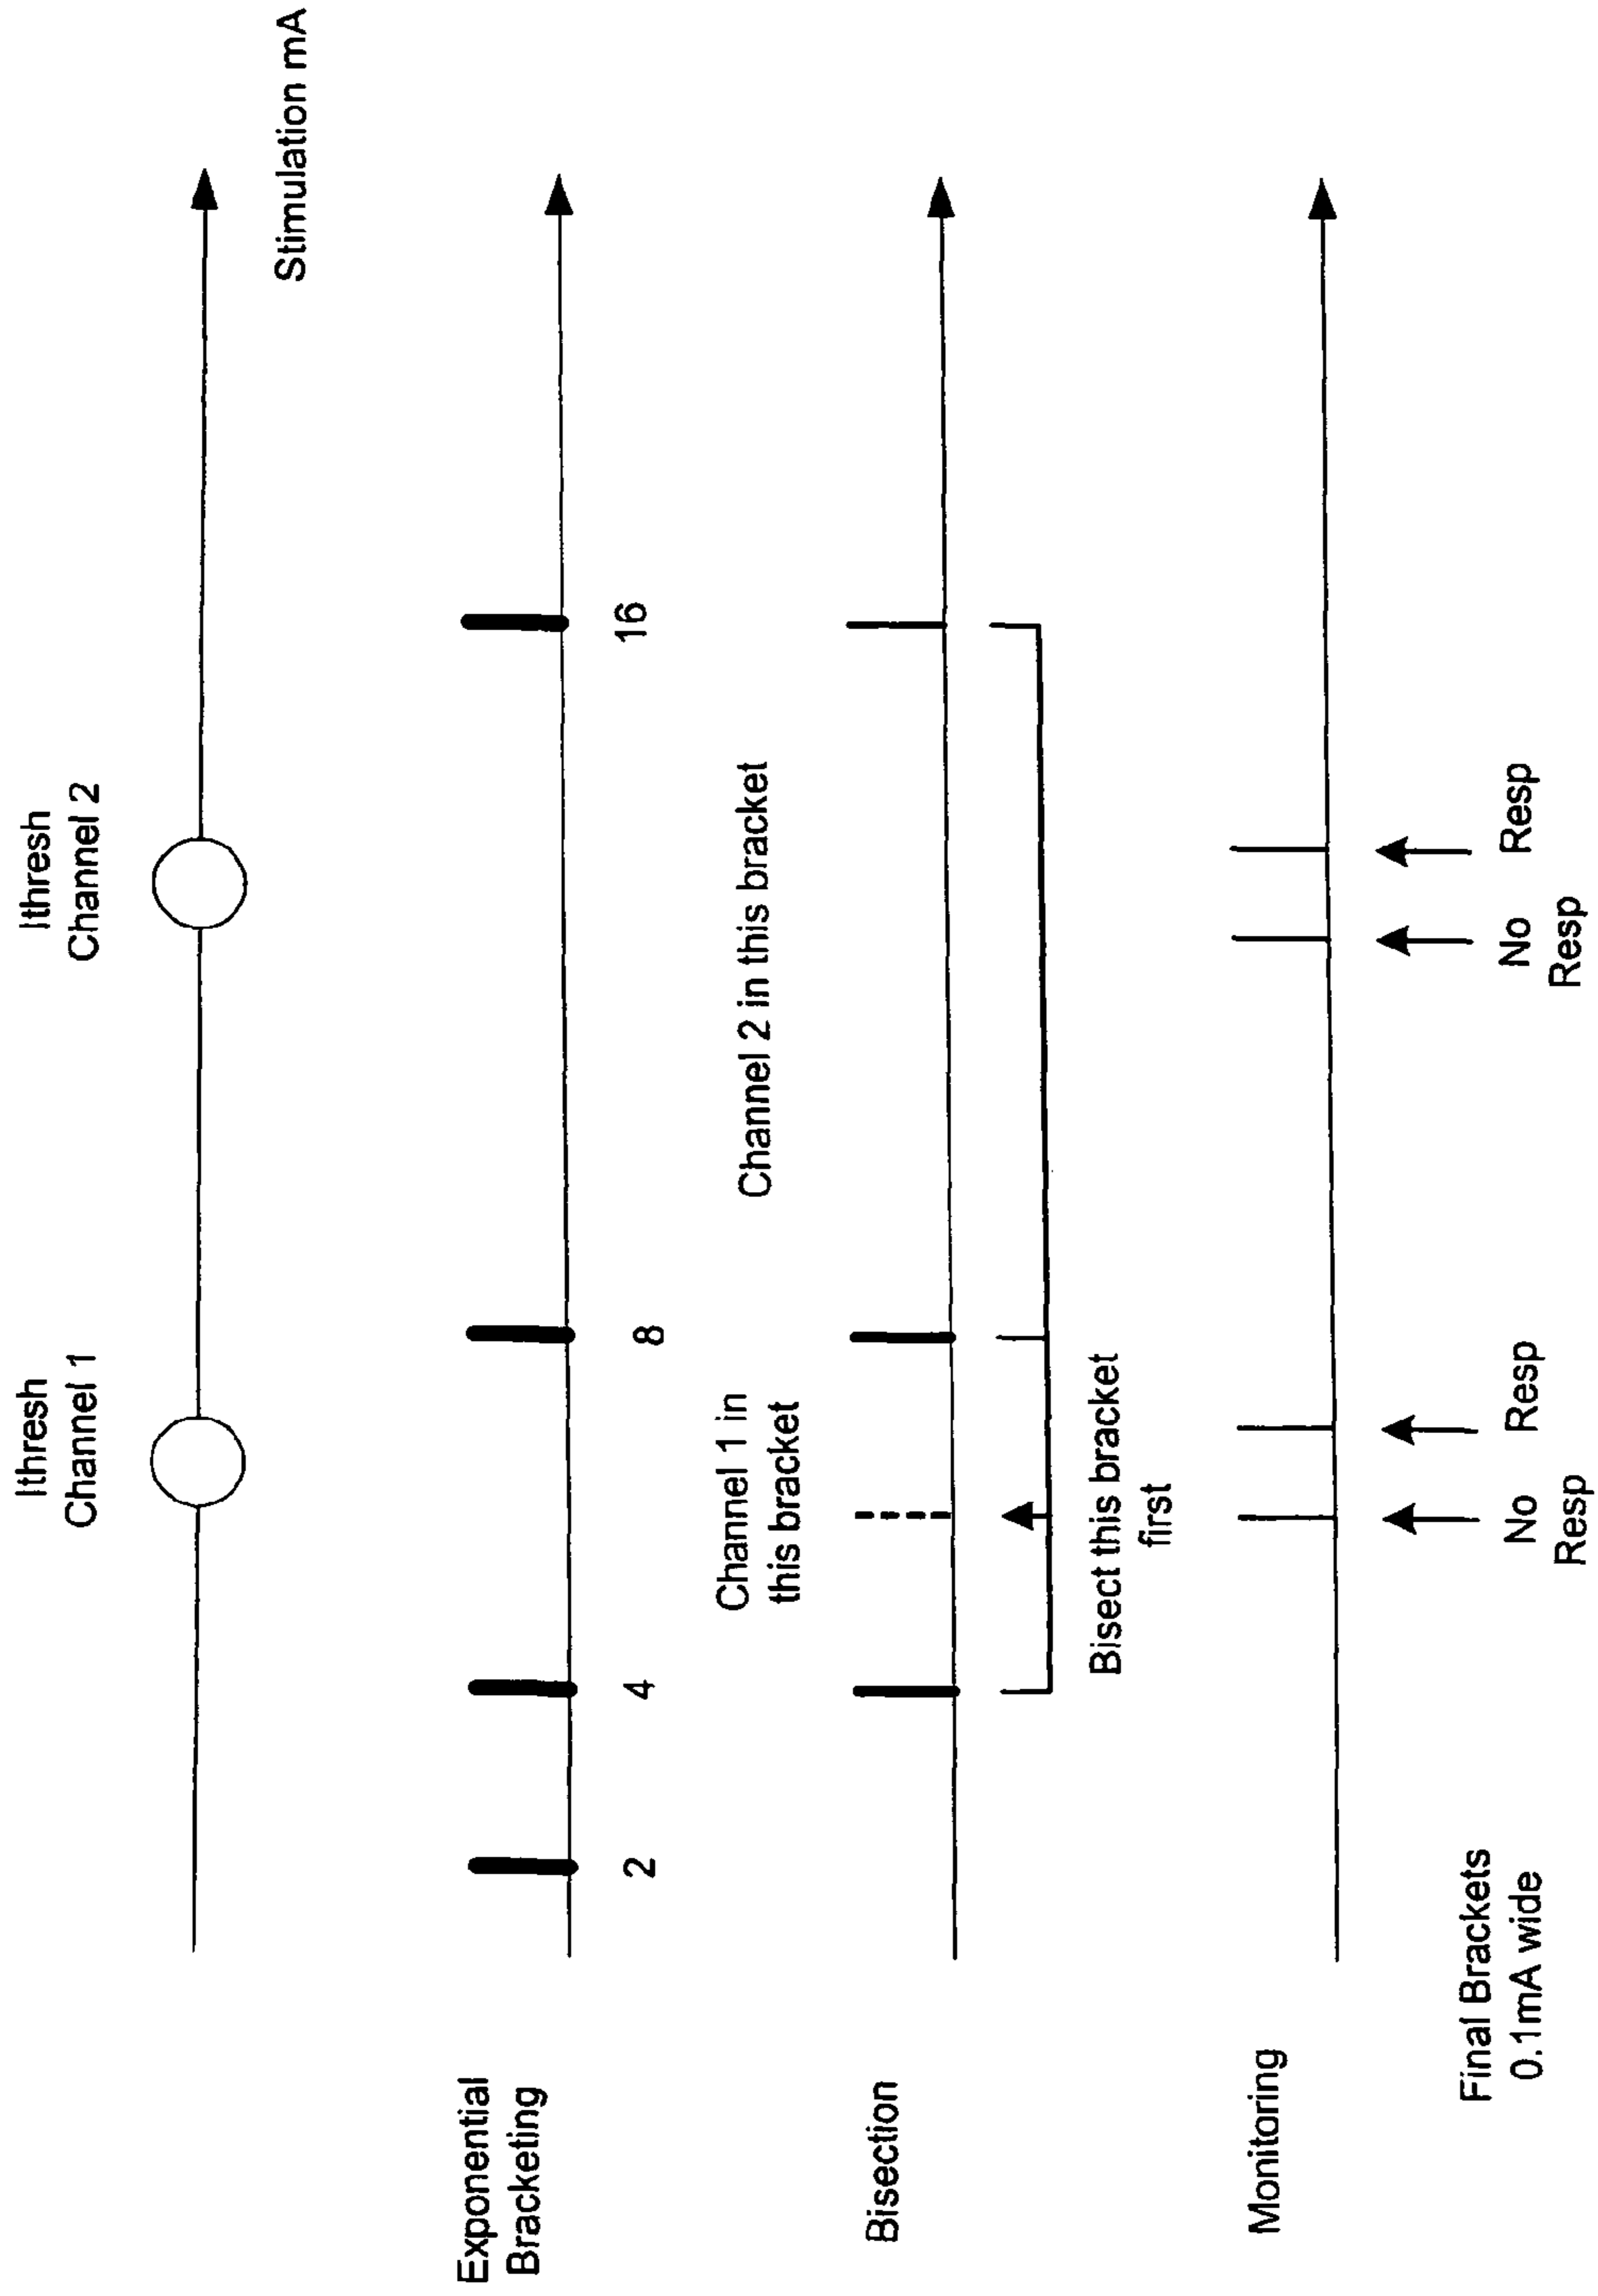 Ithresh
Channel 1
Ithresh
Channel 2
Stimulation mA
Exponential
Bracketing
2
4
8
16
Bisection
Channel 1 in
this bracket
Channel 2 in this bracket
Bisect this bracket
first
Monitoring
No
Resp
Resp
No
Resp
Resp
Final Brackets
0.1mA wide